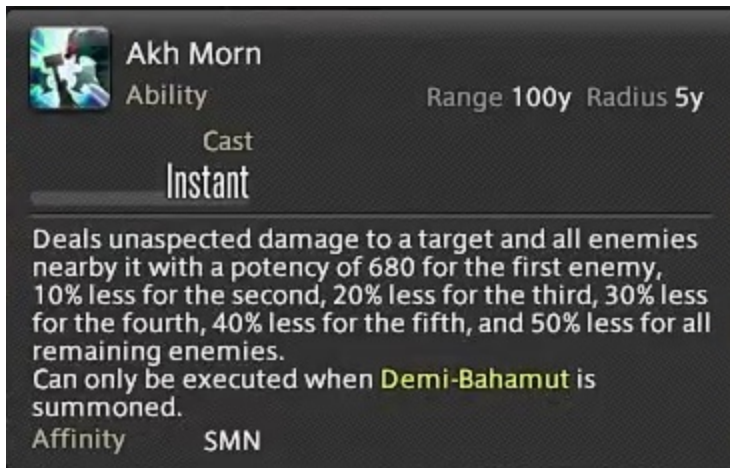 Akh Morn
Ability
Range 100y Radius 5y
Cast
Instant
Deals unaspected damage to a target and all enemies
nearby it with a potency of 680 for the first enemy,
10% less for the second, 20% less for the third, 30% less
for the fourth, 40% less for the fifth, and 50% less for all
remaining enemies.
Can only be executed when Demi-Bahamut is
summoned.
Affinity SMN